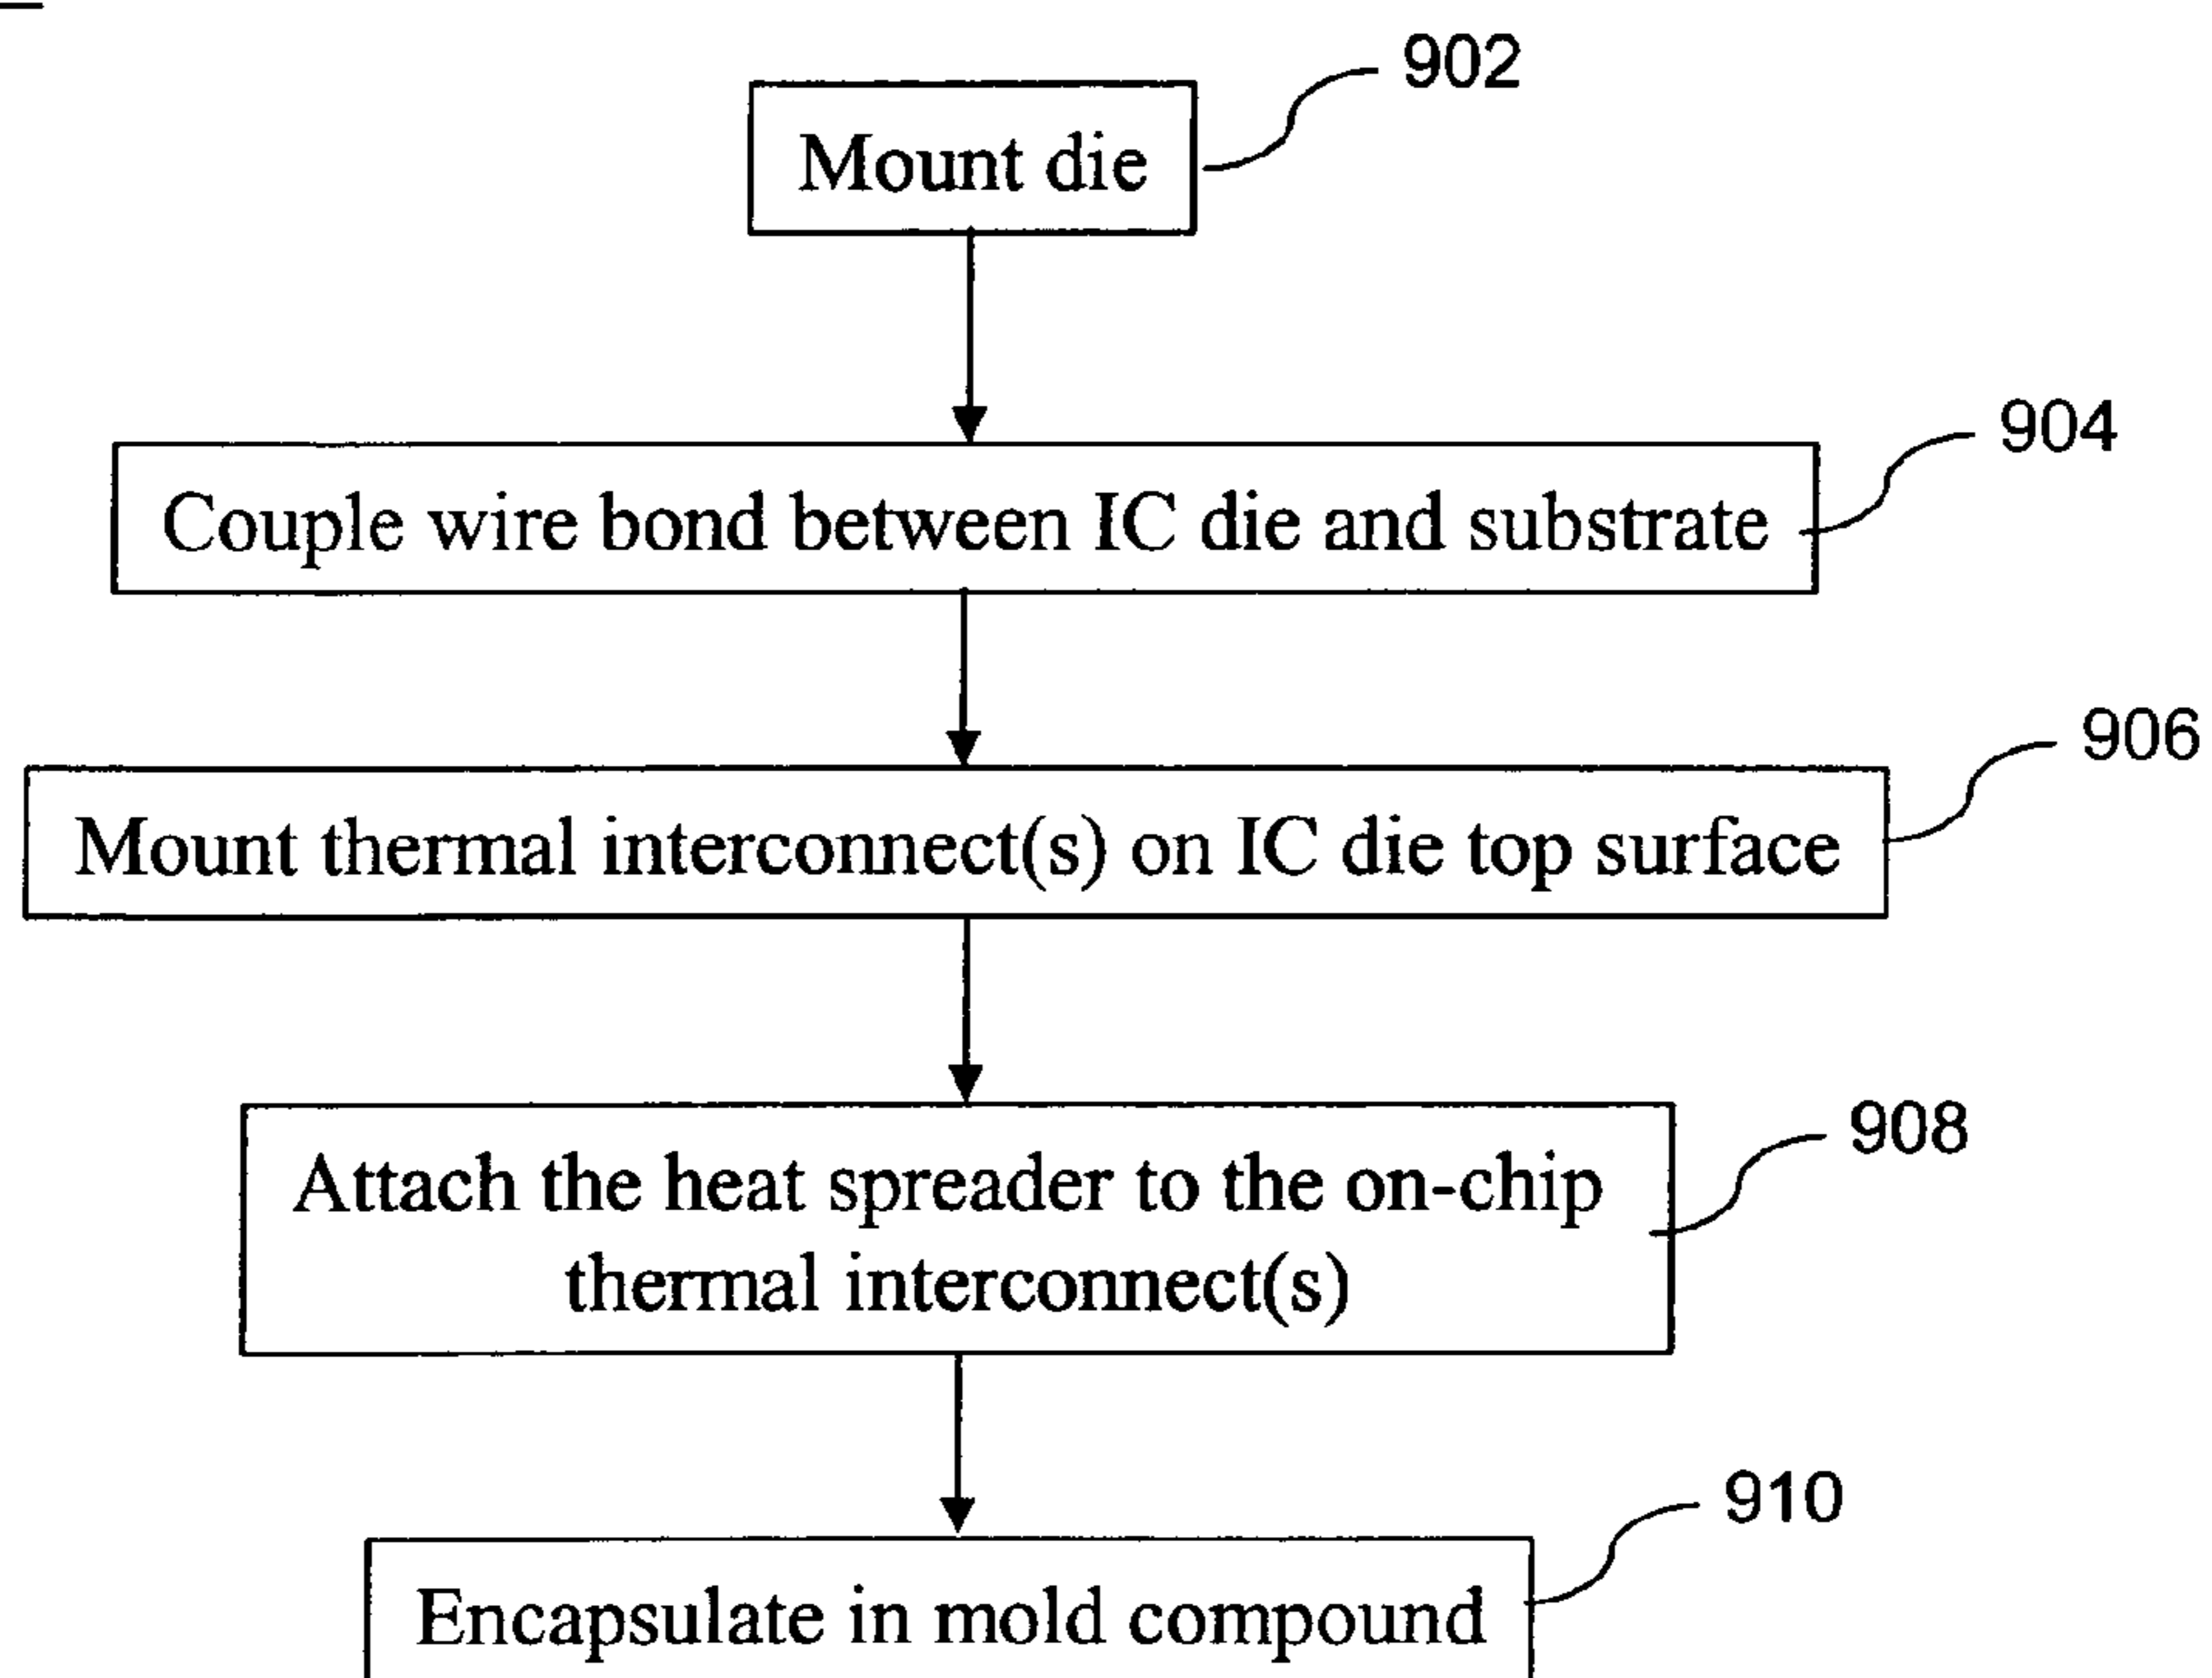 902
Mount die
904
Couple wire bond between IC die and substrate
906
Mount thermal interconnect(s) on IC die top surface
908
Attach the heat spreader to the on-chip
thermal interconnect(s)
910
Encapsulate in mold compound